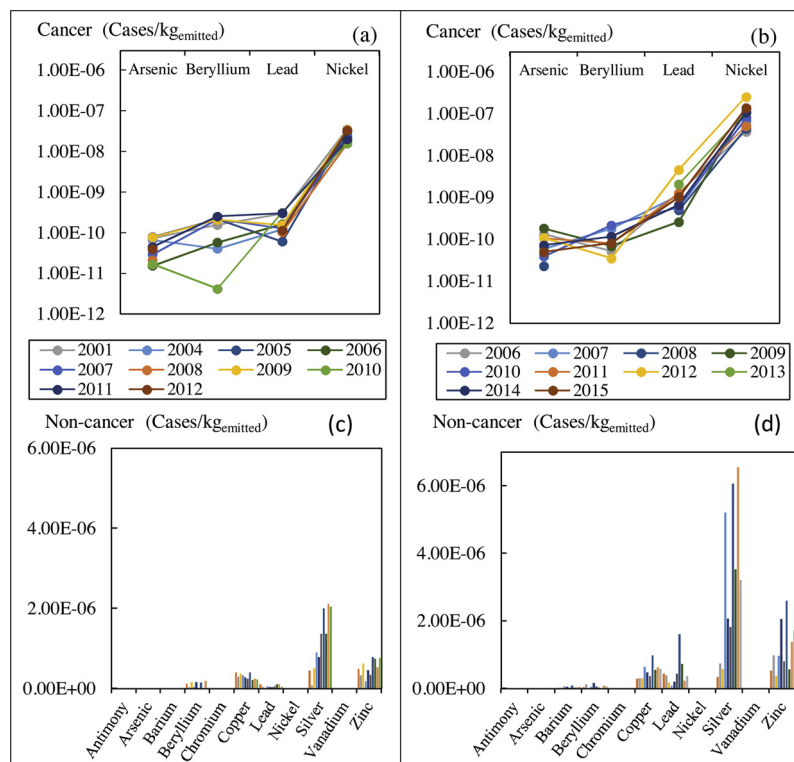 Cancer (Cases/kgemitted) (a)
Arsenic Beryllium Lead Nickel
1.00E-06
1.00E-07
1.00E-08
1.00E-09
1.00E-10
1.00E-11
1.00E-12
2001 2004 2005 2006
2007 2008 2009 2010
2011 2012
Cancer (Cases/kgemitted) (b)
Arsenic Beryllium Lead Nickel
1.00E-06
1.00E-07
1.00E-08
1.00E-09
1.00E-10
1.00E-11
1.00E-12
2006 2007 2008 2009
2010 2011 2012 2013
2014 2015
Non-cancer (Cases/kgemitted) (c)
6.00E-06
4.00E-06
2.00E-06
0.00E+00
Antimony
Arsenic
Barium
Beryllium
Chromium
Copper
Lead
Nickel
Silver
Vanadium
Zinc
Non-cancer (Cases/kgemitted) (d)
6.00E-06
4.00E-06
2.00E-06
0.00E+00
Antimony
Arsenic
Barium
Beryllium
Chromium
Copper
Lead
Nickel
Silver
Vanadium
Zinc